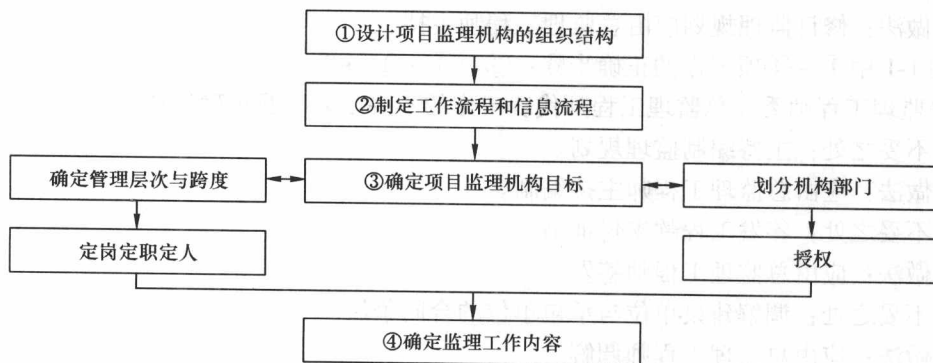 ①设计项目监理机构的组织结构
②制定工作流程和信息流程
确定管理层次与跨度
③确定项目监理机构目标
划分机构部门
定岗定职定人
授权
④确定监理工作内容